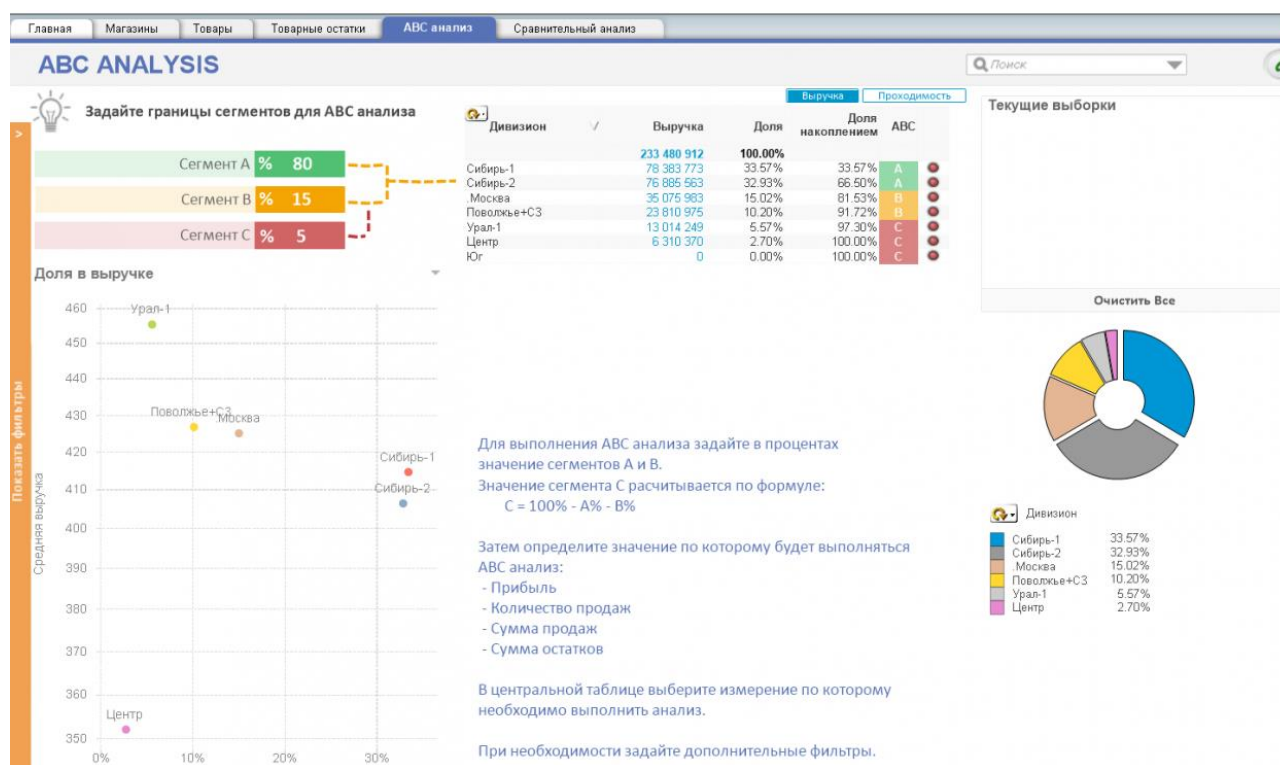 Главная Магазины Товары Товарные остатки ABC анализ Сравнительный анализ
ABC ANALYSIS
Поиск
Задайте границы сегментов для ABC анализа
Сегмент A % 80
Сегмент B % 15
Сегмент C % 5
Выручка Проходимость
Дивизион Выручка Доля Доля накоплением ABC
233 480 912 100.00%
Сибирь-1 78 383 773 33.57% 33.57% A
Сибирь-2 76 885 563 32.93% 66.50% A
.Москва 35 075 983 15.02% 81.53% B
Поволжье+СЗ 23 810 975 10.20% 91.72% B
Урал-1 13 014 249 5.57% 97.30% C
Центр 6 310 370 2.70% 100.00% C
Юг 0 0.00% 100.00% C
Текущие выборки
Очистить Все
>
Показать фильтры
Доля в выручке
Средняя выручка
460
450
440
430
420
410
400
390
380
370
360
350
0% 10% 20% 30%
Урал-1
Поволжье+СЗ
Москва
Сибирь-1
Сибирь-2
Центр
Для выполнения ABC анализа задайте в процентах
значение сегментов A и B.
Значение сегмента C расчитывается по формуле:
C = 100% - A% - B%
Затем определите значение по которому будет выполняться
ABC анализ:
- Прибыль
- Количество продаж
- Сумма продаж
- Сумма остатков
В центральной таблице выберите измерение по которому
необходимо выполнить анализ.
При необходимости задайте дополнительные фильтры.
Дивизион
Сибирь-1 33.57%
Сибирь-2 32.93%
.Москва 15.02%
Поволжье+СЗ 10.20%
Урал-1 5.57%
Центр 2.70%